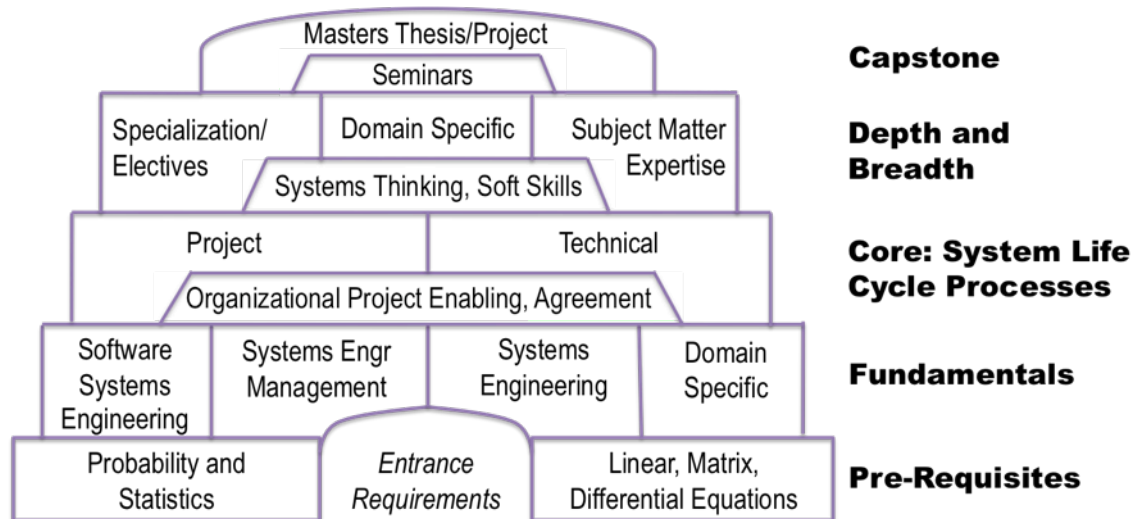 Masters Thesis/Project
Seminars
Capstone
Specialization/
Electives
Domain Specific
Subject Matter
Expertise
Systems Thinking, Soft Skills
Depth and
Breadth
Project
Technical
Organizational Project Enabling, Agreement
Core: System Life
Cycle Processes
Software
Systems
Engineering
Systems Engr
Management
Systems
Engineering
Domain
Specific
Fundamentals
Probability and
Statistics
Entrance
Requirements
Linear, Matrix,
Differential Equations
Pre-Requisites